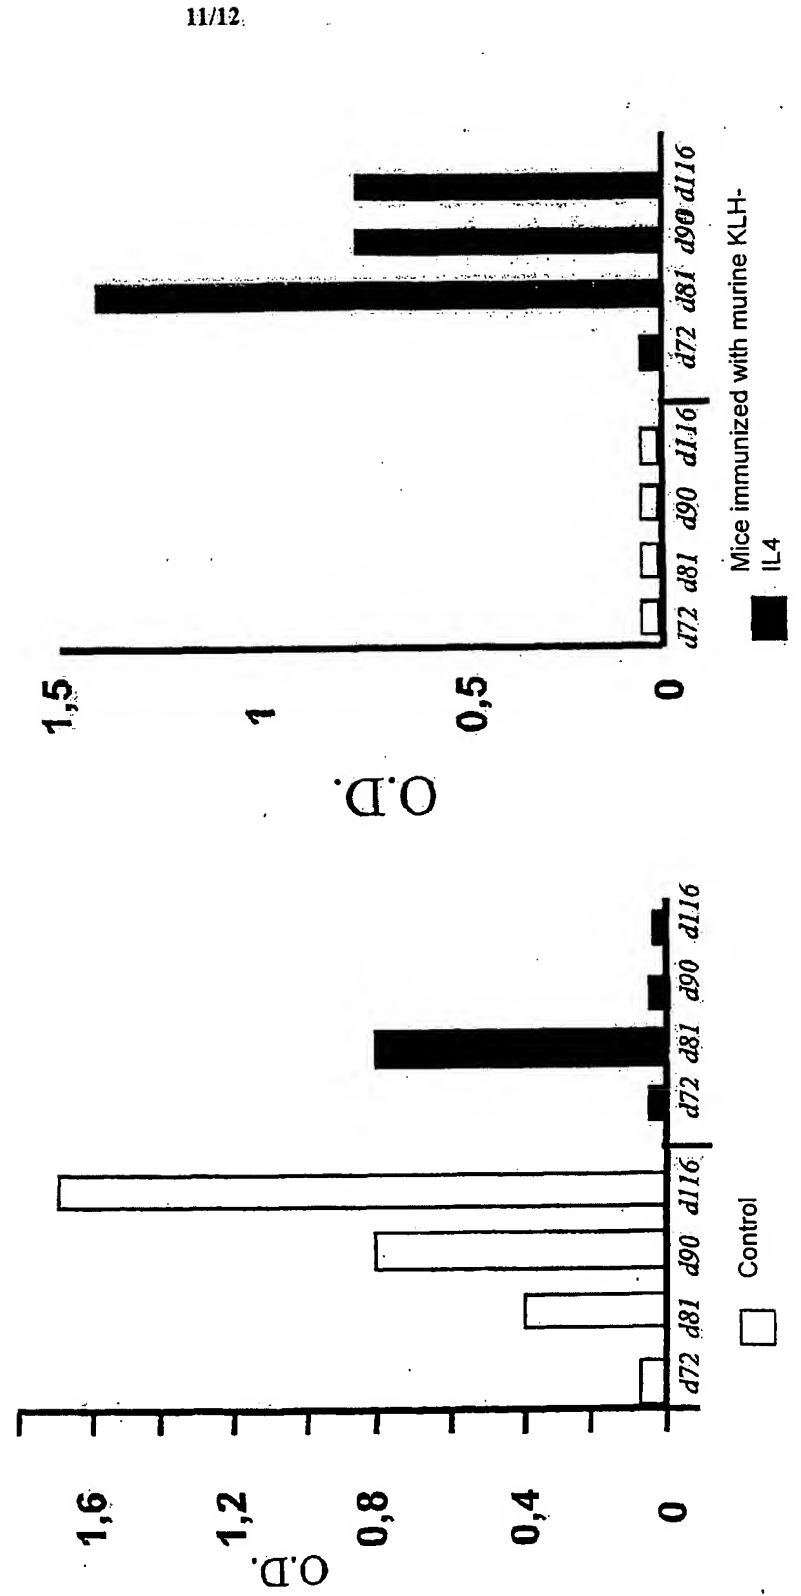 11/12
O.D.
1,6
1,2
0,8
0,4
0
d72 d81 d90 d116 d72 d81 d90 d116
Control
O.D.
1,5
1
0,5
0
d72 d81 d90 d116 d72 d81 d90 d116
Mice immunized with murine KLH-
IL4